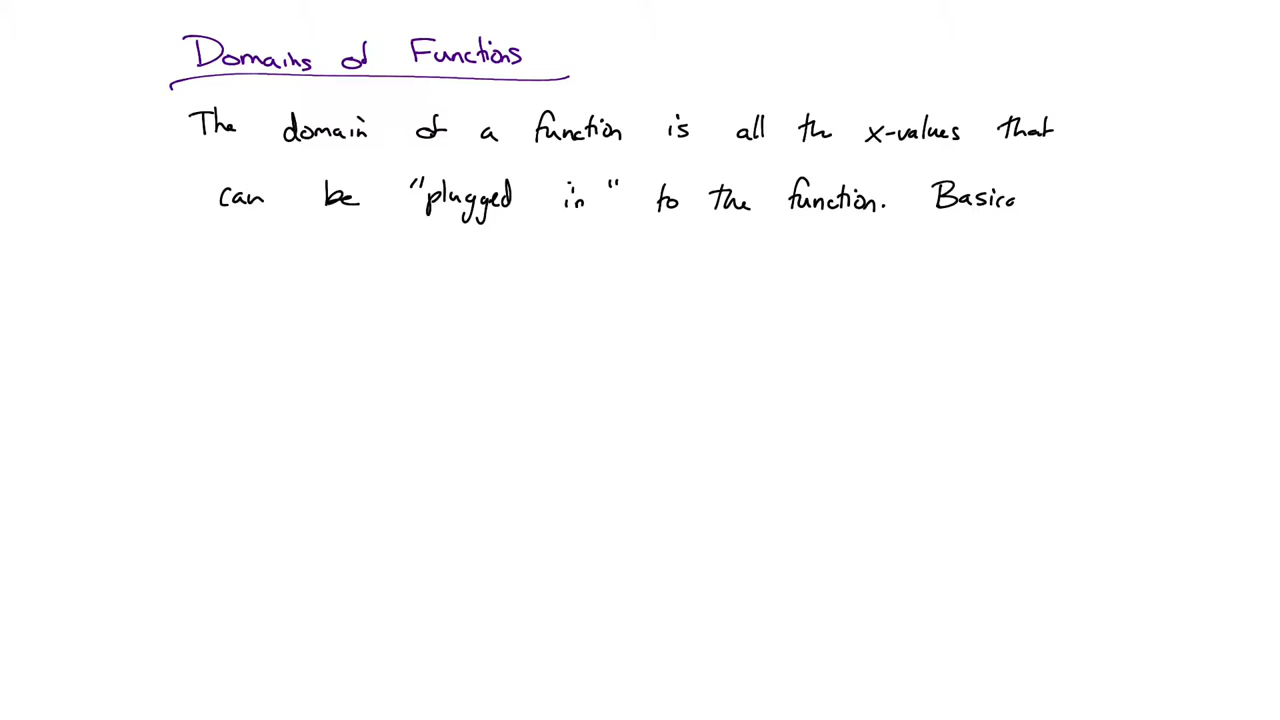 Domains of Functions
The domain of a function is all the x-values that
can be "plugged in" to the function. Basica